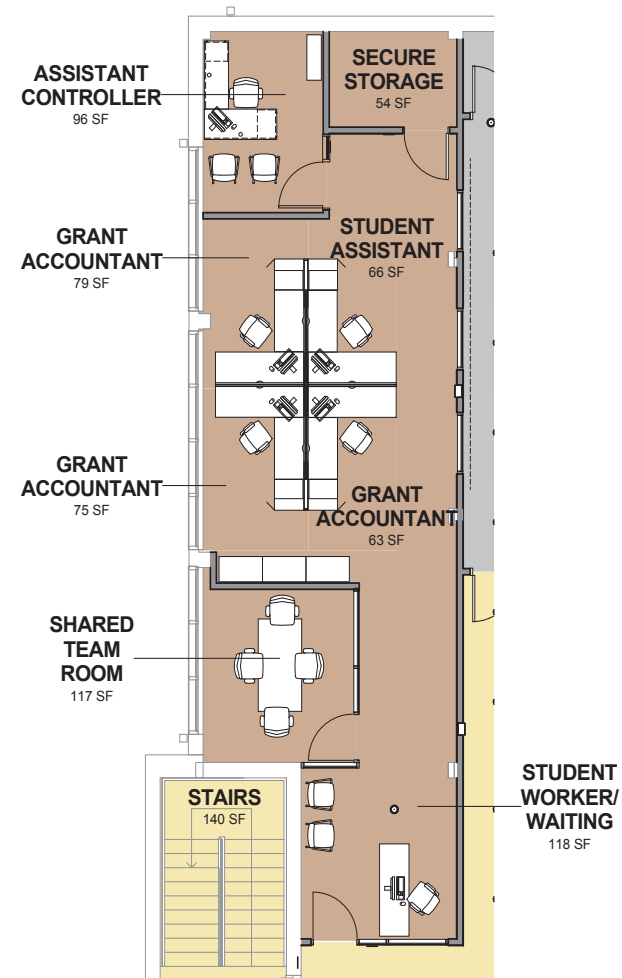 SECURE
STORAGE
54 SF
ASSISTANT
CONTROLLER
96 SF
STUDENT
ASSISTANT
66 SF
GRANT
ACCOUNTANT
79 SF
GRANT
ACCOUNTANT
75 SF
GRANT
ACCOUNTANT
63 SF
SHARED
TEAM
ROOM
117 SF
STAIRS
140 SF
STUDENT
WORKER/
WAITING
118 SF